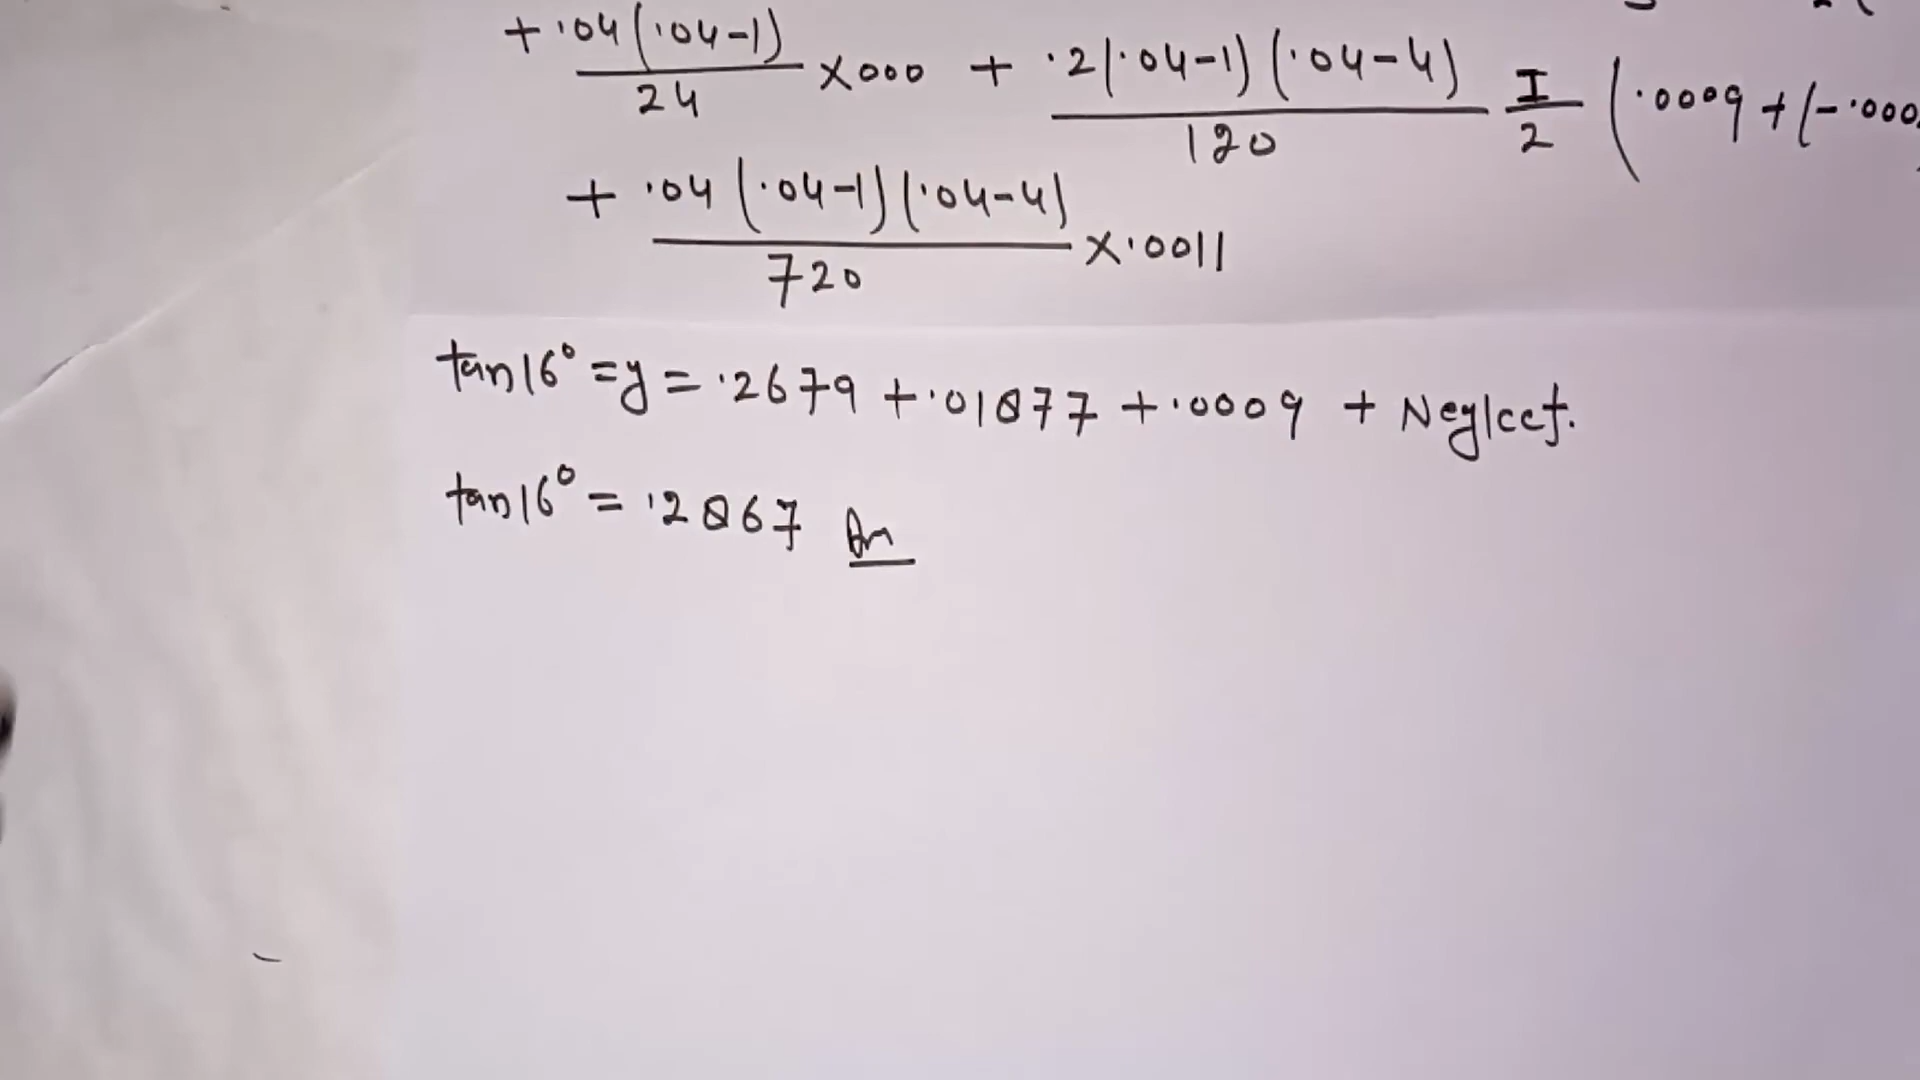 + .04(.04-1)/24 ×000 + .2(.04-1)(.04-4)/120 I/2 (.0009+(-.000
+ .04(.04-1)(.04-4)/720 ×.0011
tan16° = y = .2679 + .01877 + .0009 + Neglect.
tan16° = .2867 Ans